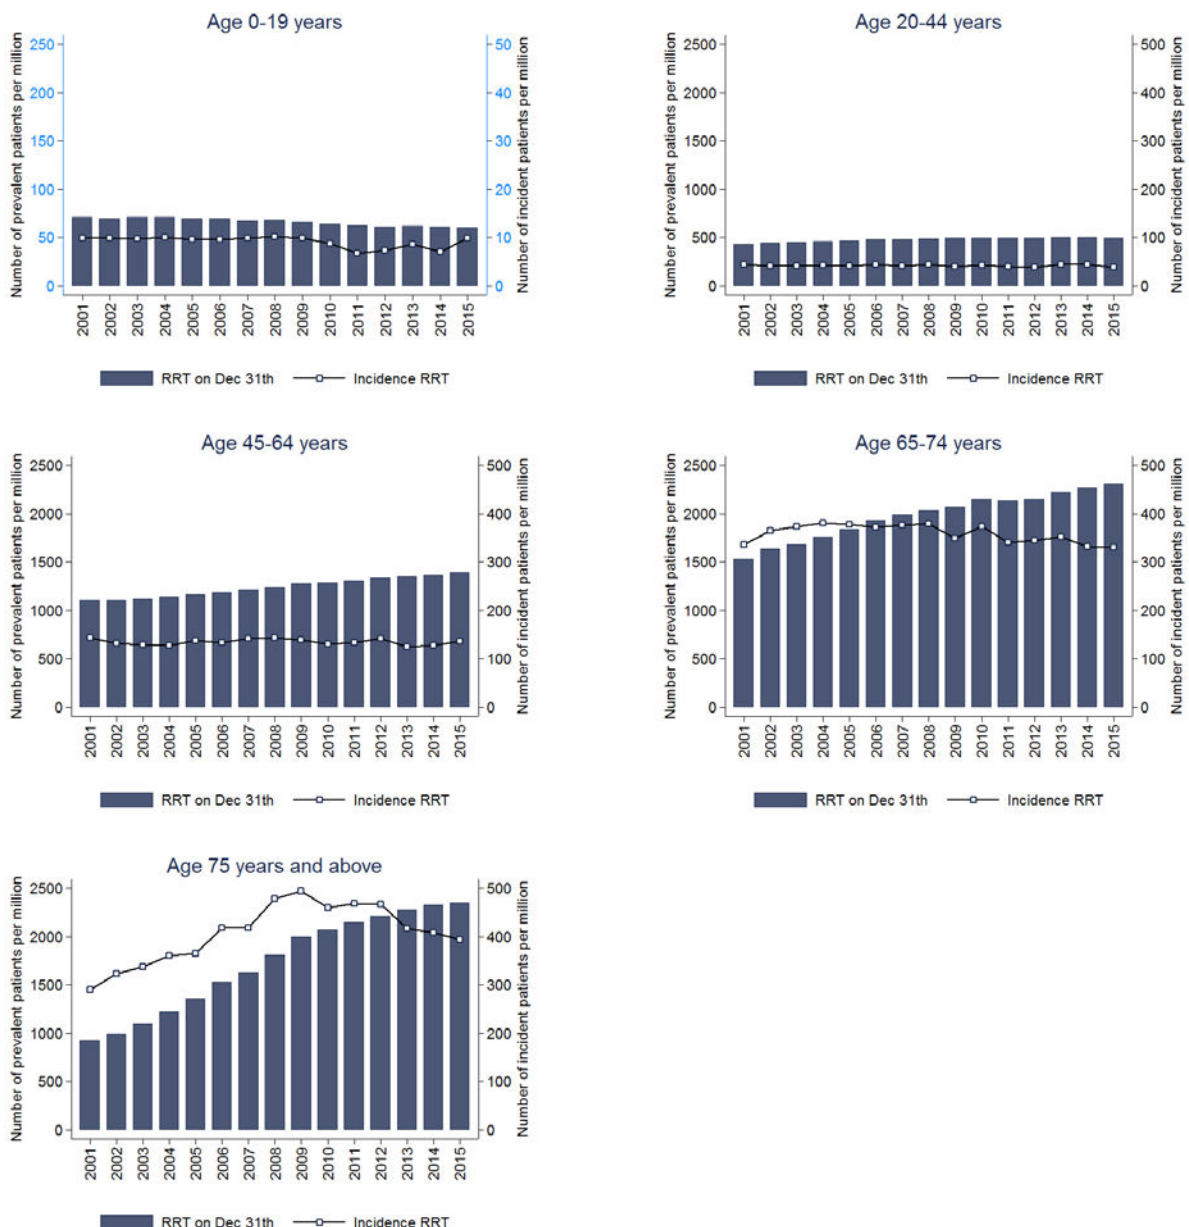 Age 0-19 years
Number of prevalent patients per million
250
200
150
100
50
0
50
40
30
20
10
0
Number of incident patients per million
2001 2002 2003 2004 2005 2006 2007 2008 2009 2010 2011 2012 2013 2014 2015
RRT on Dec 31th Incidence RRT
Age 20-44 years
Number of prevalent patients per million
2500
2000
1500
1000
500
0
500
400
300
200
100
0
Number of incident patients per million
2001 2002 2003 2004 2005 2006 2007 2008 2009 2010 2011 2012 2013 2014 2015
RRT on Dec 31th Incidence RRT
Age 45-64 years
Number of prevalent patients per million
2500
2000
1500
1000
500
0
500
400
300
200
100
0
Number of incident patients per million
2001 2002 2003 2004 2005 2006 2007 2008 2009 2010 2011 2012 2013 2014 2015
RRT on Dec 31th Incidence RRT
Age 65-74 years
Number of prevalent patients per million
2500
2000
1500
1000
500
0
500
400
300
200
100
0
Number of incident patients per million
2001 2002 2003 2004 2005 2006 2007 2008 2009 2010 2011 2012 2013 2014 2015
RRT on Dec 31th Incidence RRT
Age 75 years and above
Number of prevalent patients per million
2500
2000
1500
1000
500
0
500
400
300
200
100
0
Number of incident patients per million
2001 2002 2003 2004 2005 2006 2007 2008 2009 2010 2011 2012 2013 2014 2015
RRT on Dec 31th Incidence RRT